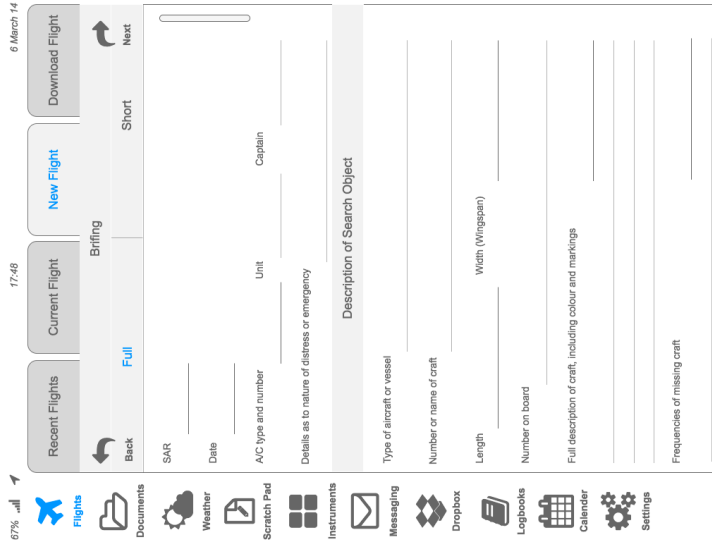 67% 17:48 6 March 14
Recent Flights Current Flight New Flight Download Flight
Brifing
Back Full Short Next
SAR
Date
A/C type and number Unit Captain
Details as to nature of distress or emergency
Description of Search Object
Type of aircraft or vessel
Number or name of craft
Length Width (Wingspan)
Number on board
Full description of craft, including colour and markings
Frequencies of missing craft
Flights
Documents
Weather
Scratch Pad
Instruments
Messaging
Dropbox
Logbooks
Calender
Settings